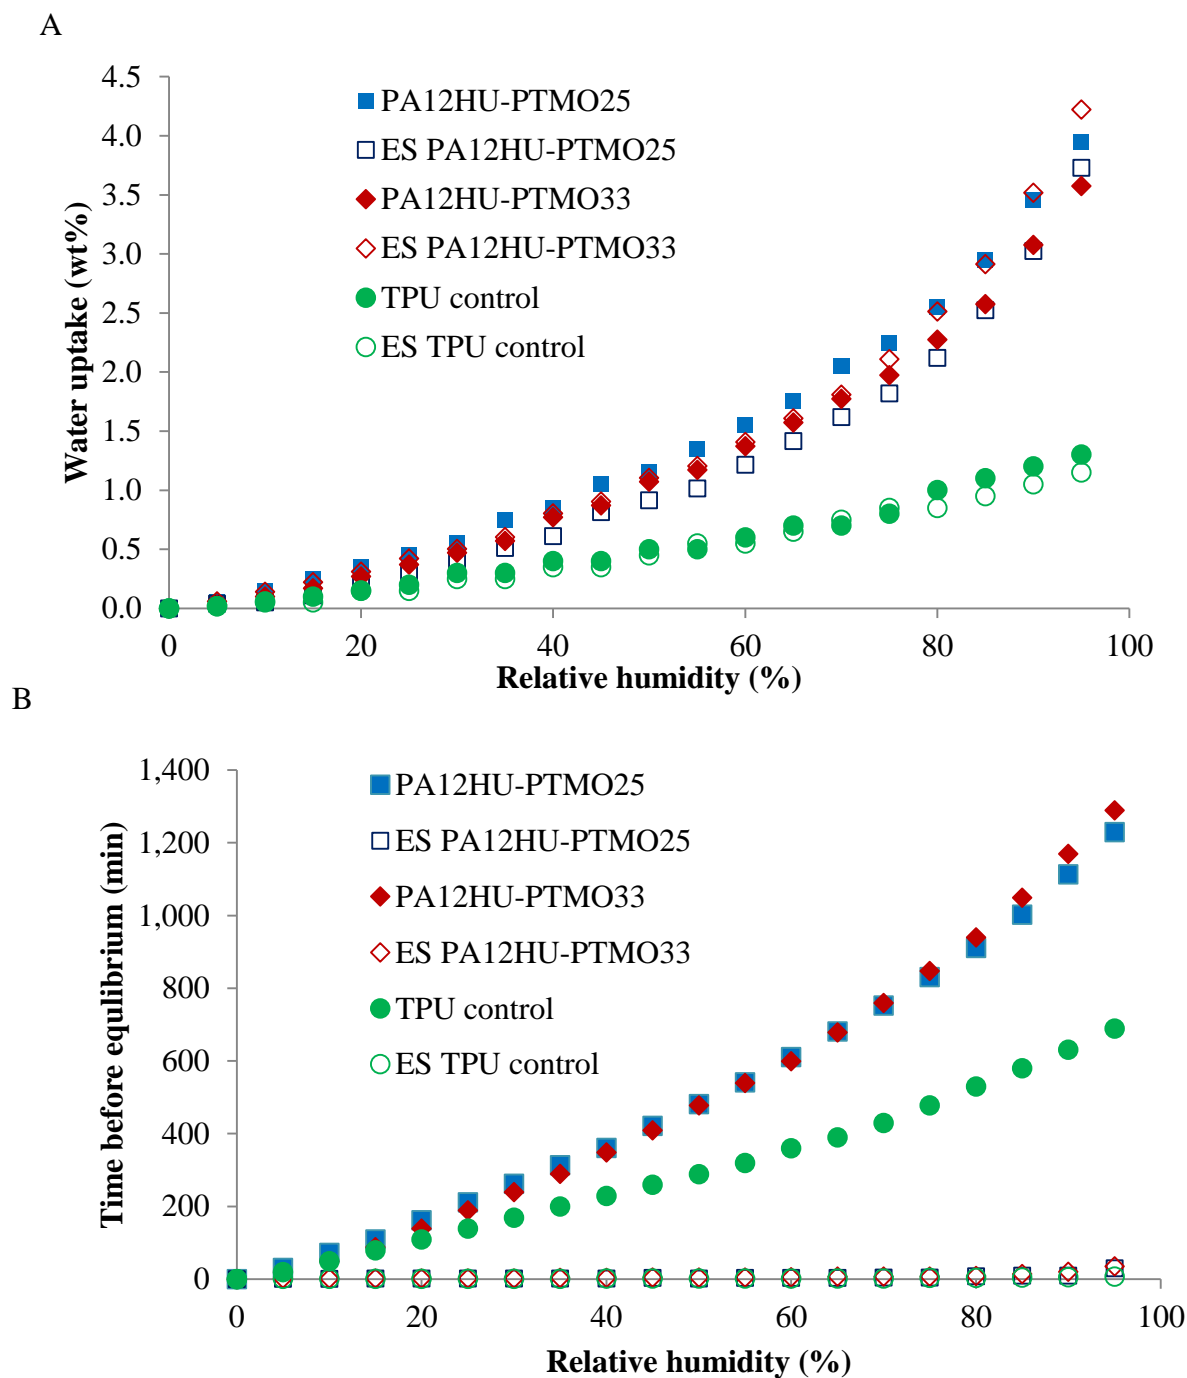 A
4.5
4.0
3.5
3.0
2.5
2.0
1.5
1.0
0.5
0.0
Water uptake (wt%)
PA12HU-PTMO25
ES PA12HU-PTMO25
PA12HU-PTMO33
ES PA12HU-PTMO33
TPU control
ES TPU control
0 20 40 60 80 100
Relative humidity (%)
B
1,400
1,200
1,000
800
600
400
200
0
Time before equlibrium (min)
PA12HU-PTMO25
ES PA12HU-PTMO25
PA12HU-PTMO33
ES PA12HU-PTMO33
TPU control
ES TPU control
0 20 40 60 80 100
Relative humidity (%)